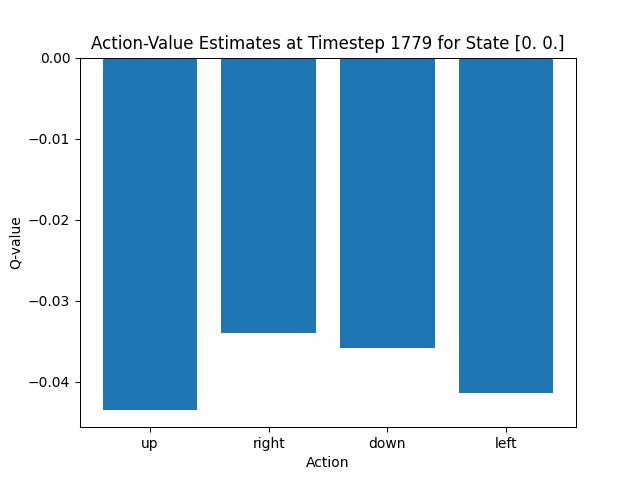 Action-Value Estimates at Timestep 1779 for State [0. 0.]
0.00
−0.01
−0.02
−0.03
−0.04
Q-value
up right down left
Action